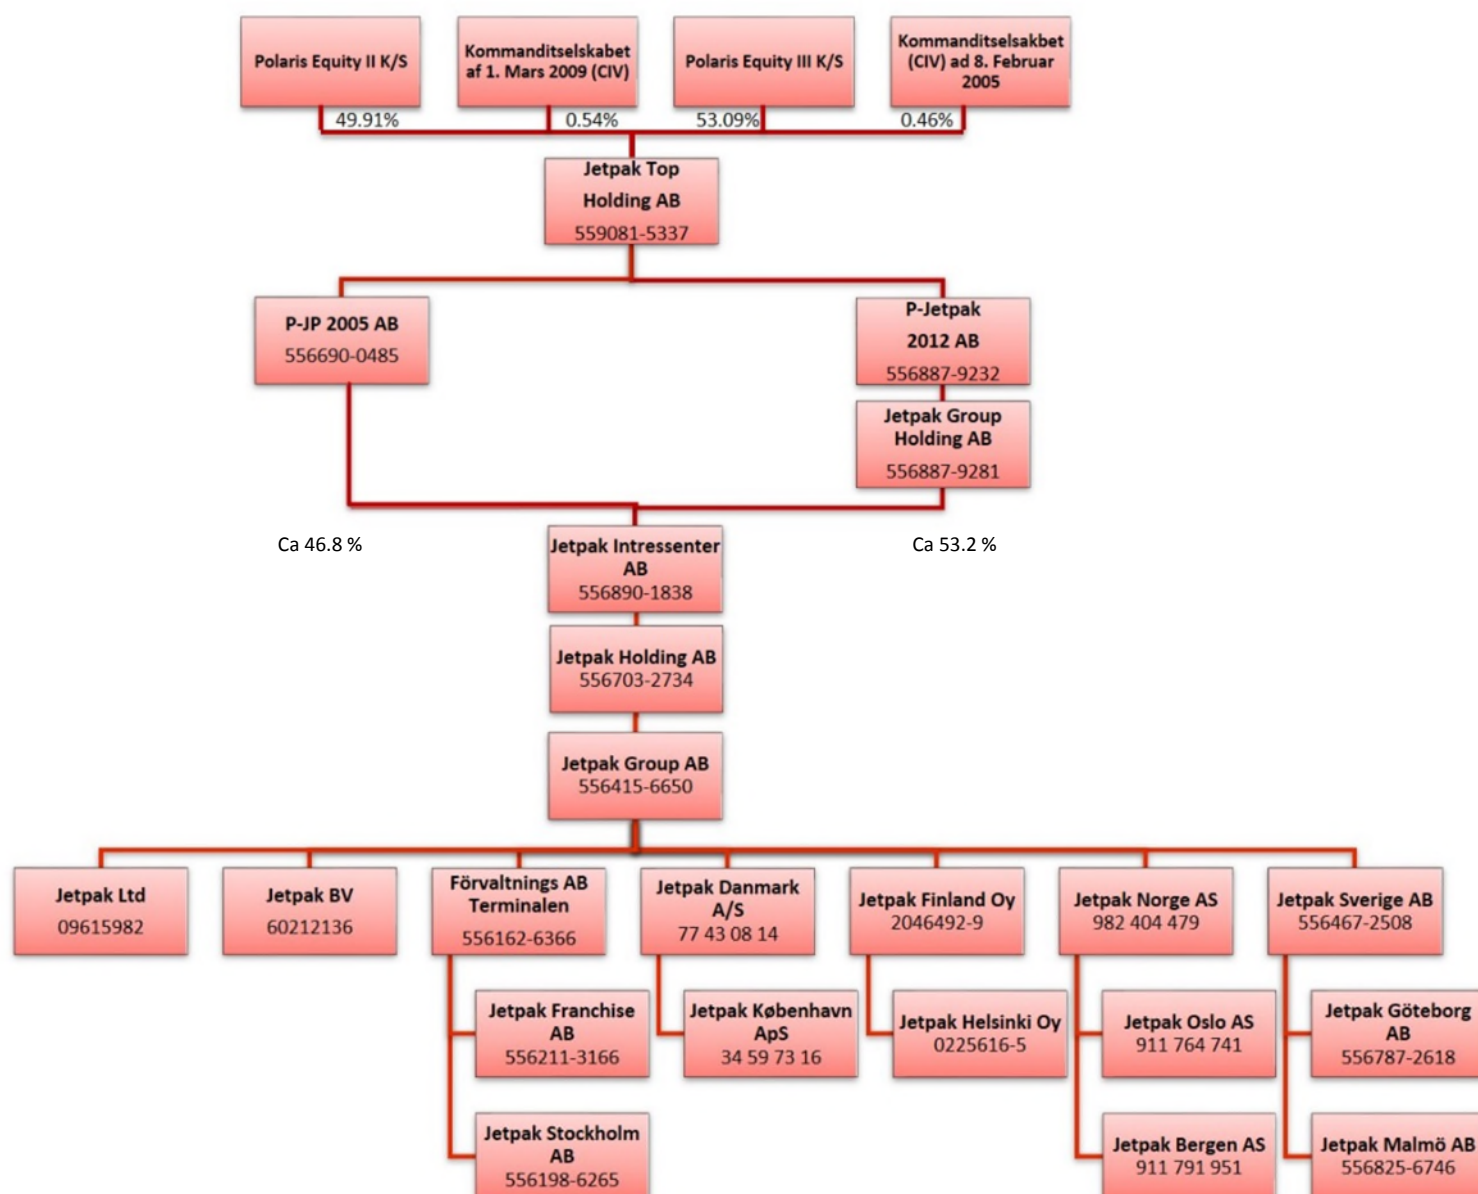 Polaris Equity II K/S
Kommanditselskabet
af 1. Mars 2009 (CIV)
Polaris Equity III K/S
Kommanditselsakbet
(CIV) ad 8. Februar
2005
49.91%
0.54%
53.09%
0.46%
Jetpak Top
Holding AB
559081-5337
P-JP 2005 AB
556690-0485
P-Jetpak
2012 AB
556887-9232
Jetpak Group
Holding AB
556887-9281
Ca 46.8 %
Ca 53.2 %
Jetpak Intressenter
AB
556890-1838
Jetpak Holding AB
556703-2734
Jetpak Group AB
556415-6650
Jetpak Ltd
09615982
Jetpak BV
60212136
Förvaltnings AB
Terminalen
556162-6366
Jetpak Danmark
A/S
77 43 08 14
Jetpak Finland Oy
2046492-9
Jetpak Norge AS
982 404 479
Jetpak Sverige AB
556467-2508
Jetpak Franchise
AB
556211-3166
Jetpak København
ApS
34 59 73 16
Jetpak Helsinki Oy
0225616-5
Jetpak Oslo AS
911 764 741
Jetpak Göteborg
AB
556787-2618
Jetpak Stockholm
AB
556198-6265
Jetpak Bergen AS
911 791 951
Jetpak Malmö AB
556825-6746